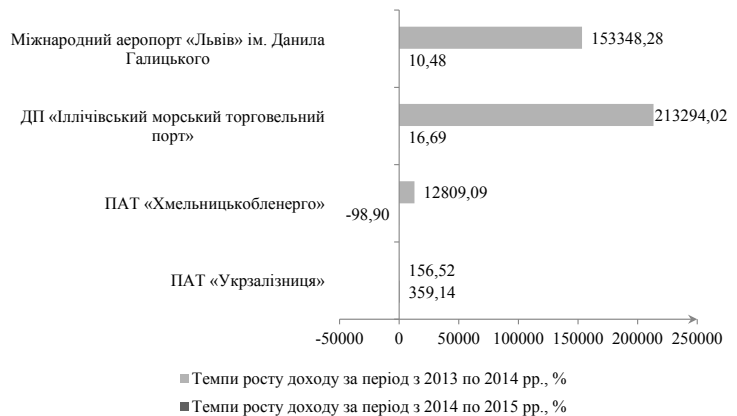 Міжнародний аеропорт «Львів» ім. Данила
Галицького
153348,28
10,48
ДП «Іллічівський морський торговельний
порт»
213294,02
16,69
ПАТ «Хмельницькобленерго»
12809,09
-98,90
ПАТ «Укрзалізниця»
156,52
359,14
-50000 0 50000 100000 150000 200000 250000
Темпи росту доходу за період з 2013 по 2014 рр., %
Темпи росту доходу за період з 2014 по 2015 рр., %